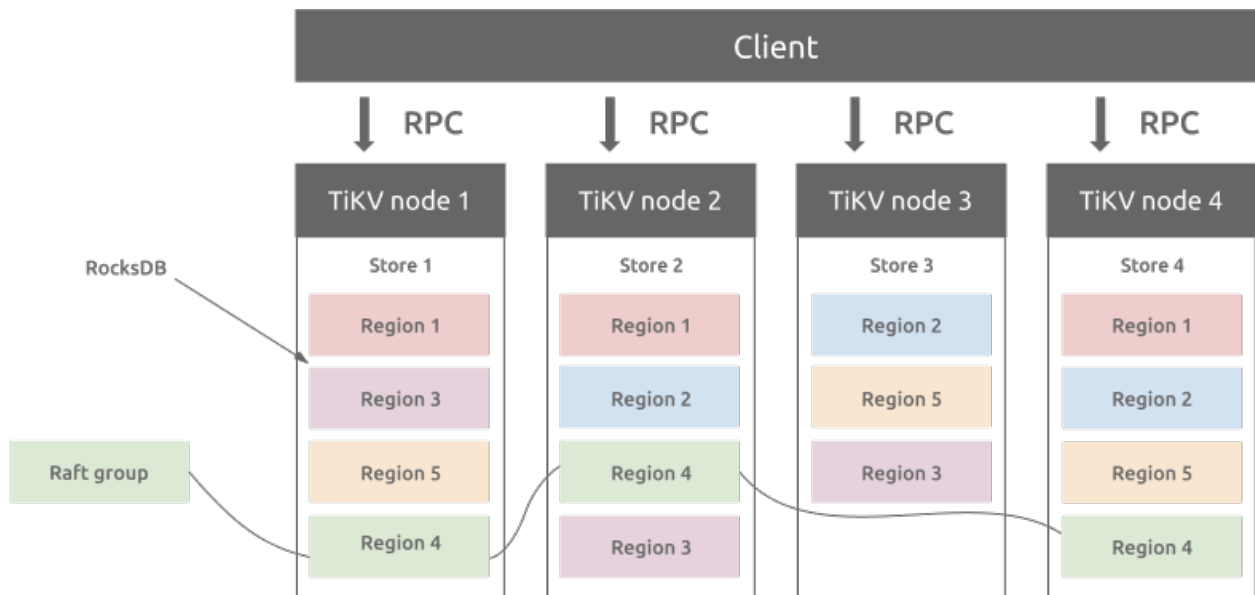 Client
RPC RPC RPC RPC
TiKV node 1 TiKV node 2 TiKV node 3 TiKV node 4
Store 1 Store 2 Store 3 Store 4
RocksDB
Region 1 Region 1 Region 2 Region 1
Region 3 Region 2 Region 5 Region 2
Raft group Region 5 Region 4 Region 3 Region 5
Region 4 Region 3 Region 4